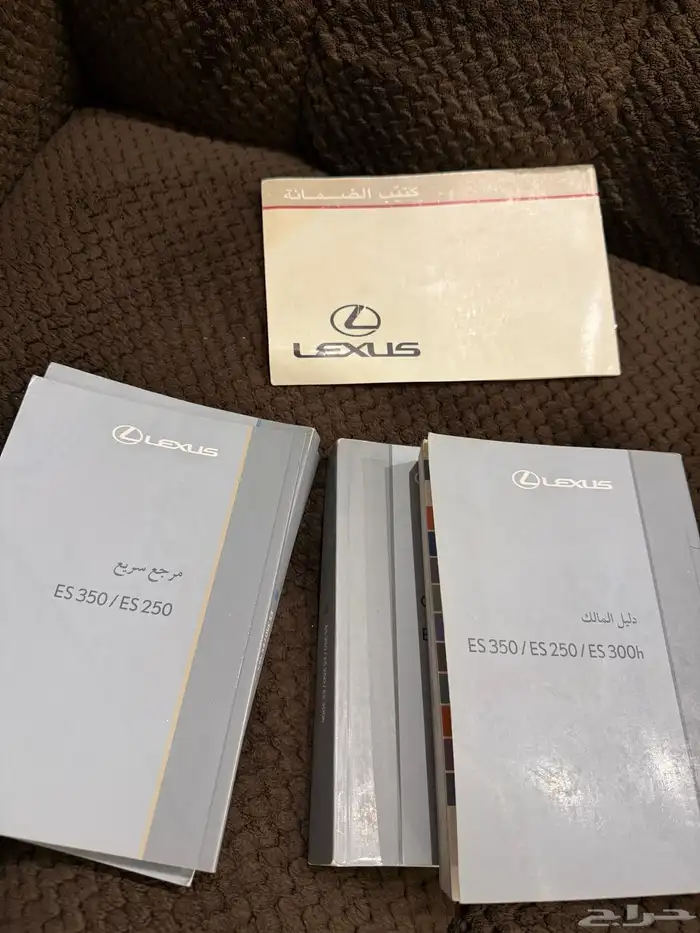 كتيّب الضمانة
LEXUS
LEXUS
مرجع سريع
ES 350 / ES 250
LEXUS
دليل المالك
ES 350 / ES 250 / ES 300h
حراج